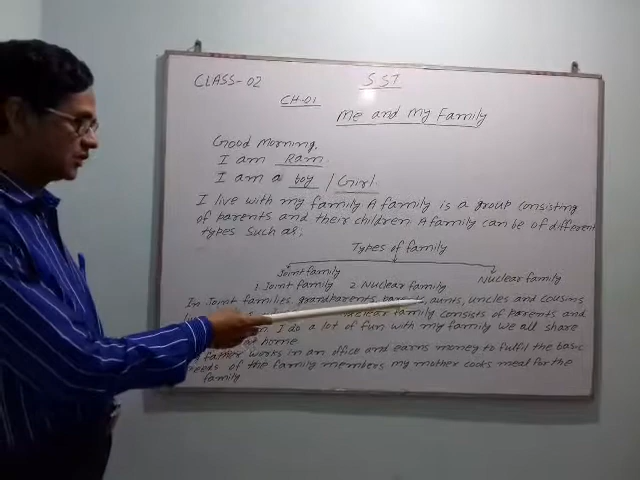 CLASS-02
SST
CH-01
Me and My Family
Good Morning,
I am Ram
I am a boy / Girl.
I live with my family A family is a group consisting
of parents and their children A family can be of different
types such as;
Types of family
Joint family
Nuclear family
1 Joint family 2 Nuclear family
In Joint families grandparents parents, aunts, uncles and cousins
nuclear family consists of parents and
I do a lot of fun with my family we all share
at home
father works in an office and earns money to fulfil the basic
needs of the family members my mother cooks meal for the
family